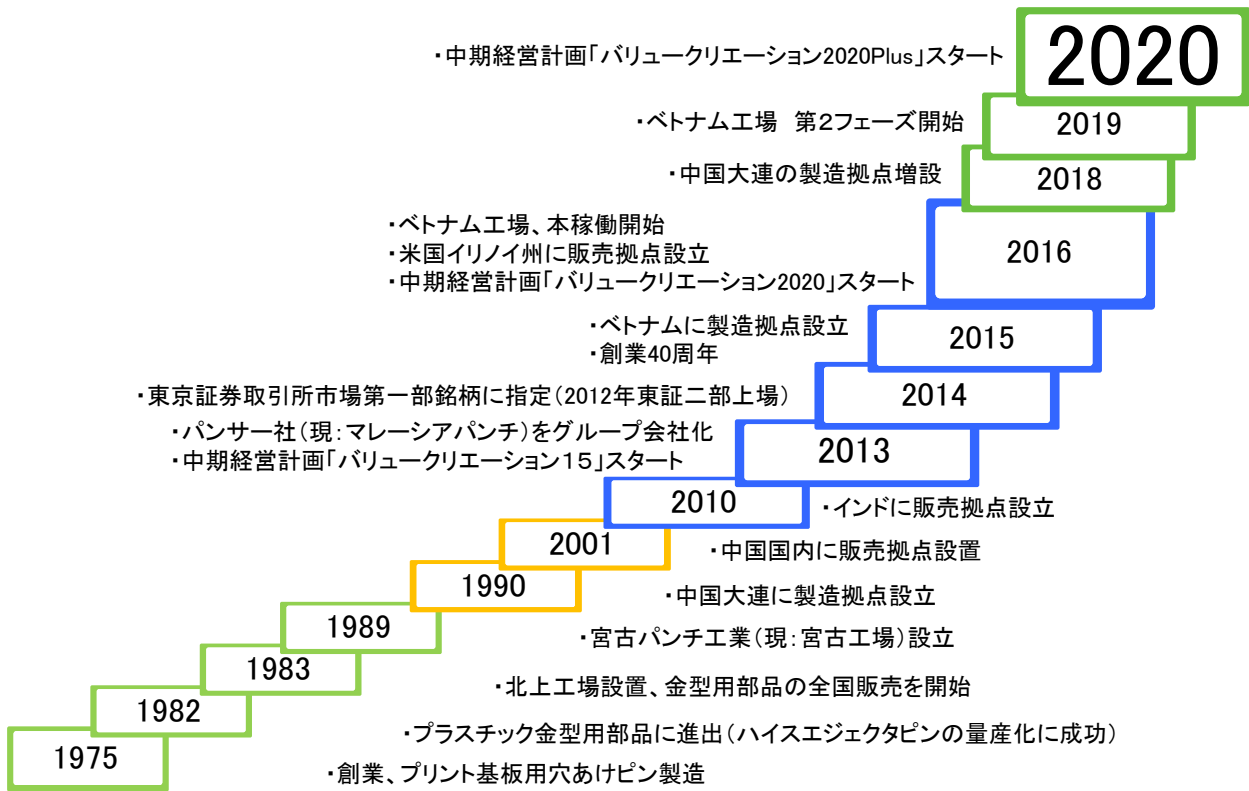 ・中期経営計画「バリュークリエーション2020Plus」スタート
2020
・ベトナム工場　第2フェーズ開始
2019
・中国大連の製造拠点増設
2018
・ベトナム工場、本稼働開始
・米国イリノイ州に販売拠点設立
・中期経営計画「バリュークリエーション2020」スタート
2016
・ベトナムに製造拠点設立
・創業40周年
2015
・東京証券取引所市場第一部銘柄に指定(2012年東証二部上場)
2014
・パンサー社(現:マレーシアパンチ)をグループ会社化
・中期経営計画「バリュークリエーション15」スタート
2013
2010
・インドに販売拠点設立
2001
・中国国内に販売拠点設置
1990
・中国大連に製造拠点設立
1989
・宮古パンチ工業(現:宮古工場)設立
1983
・北上工場設置、金型用部品の全国販売を開始
1982
・プラスチック金型用部品に進出(ハイスエジェクタピンの量産化に成功)
1975
・創業、プリント基板用穴あけピン製造